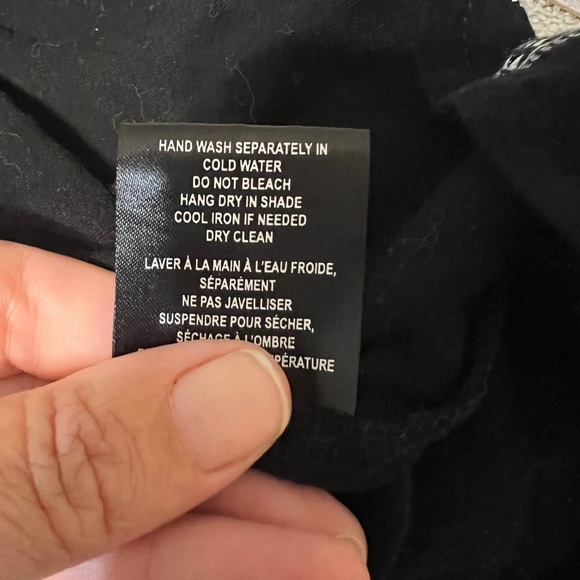 HAND WASH SEPARATELY IN
COLD WATER
DO NOT BLEACH
HANG DRY IN SHADE
COOL IRON IF NEEDED
DRY CLEAN
LAVER À LA MAIN À L'EAU FROIDE,
SÉPARÉMENT
NE PAS JAVELLISER
SUSPENDRE POUR SÉCHER,
SÉCHAGE À L'OMBRE